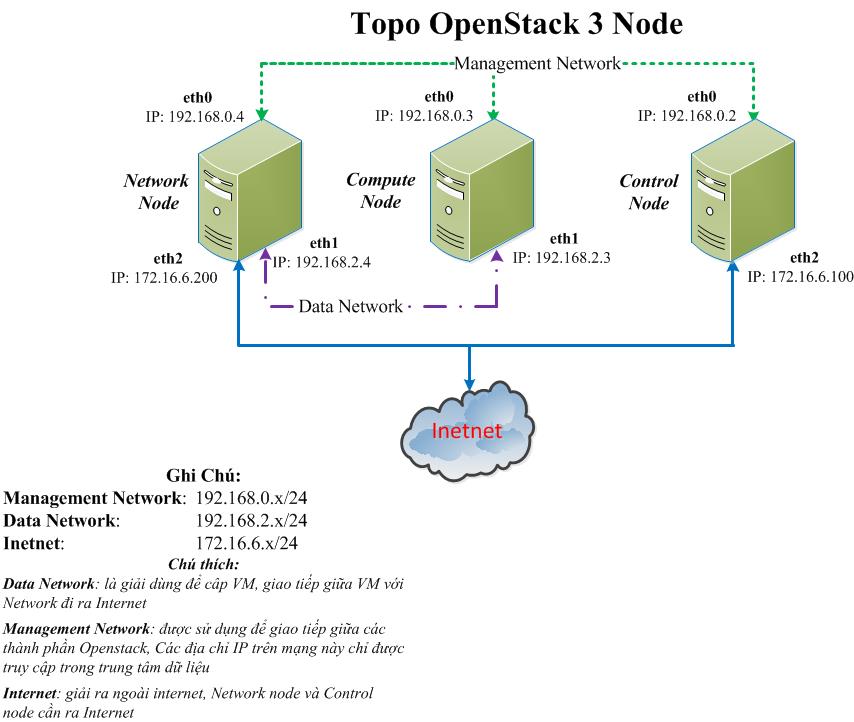 Topo OpenStack 3 Node
Management Network
eth0
IP: 192.168.0.4
eth0
IP: 192.168.0.3
eth0
IP: 192.168.0.2
Network
Node
Compute
Node
Control
Node
eth2
IP: 172.16.6.200
eth1
IP: 192.168.2.4
eth1
IP: 192.168.2.3
eth2
IP: 172.16.6.100
Data Network
Inetnet
Ghi Chú:
Management Network: 192.168.0.x/24
Data Network: 192.168.2.x/24
Inetnet: 172.16.6.x/24
Chú thích:
Data Network: là giải dùng để câp VM, giao tiếp giữa VM với
Network đi ra Internet
Management Network: được sử dụng để giao tiếp giữa các
thành phần Openstack, Các địa chỉ IP trên mạng này chỉ được
truy cập trong trung tâm dữ liệu
Internet: giải ra ngoài internet, Network node và Control
node cần ra Internet